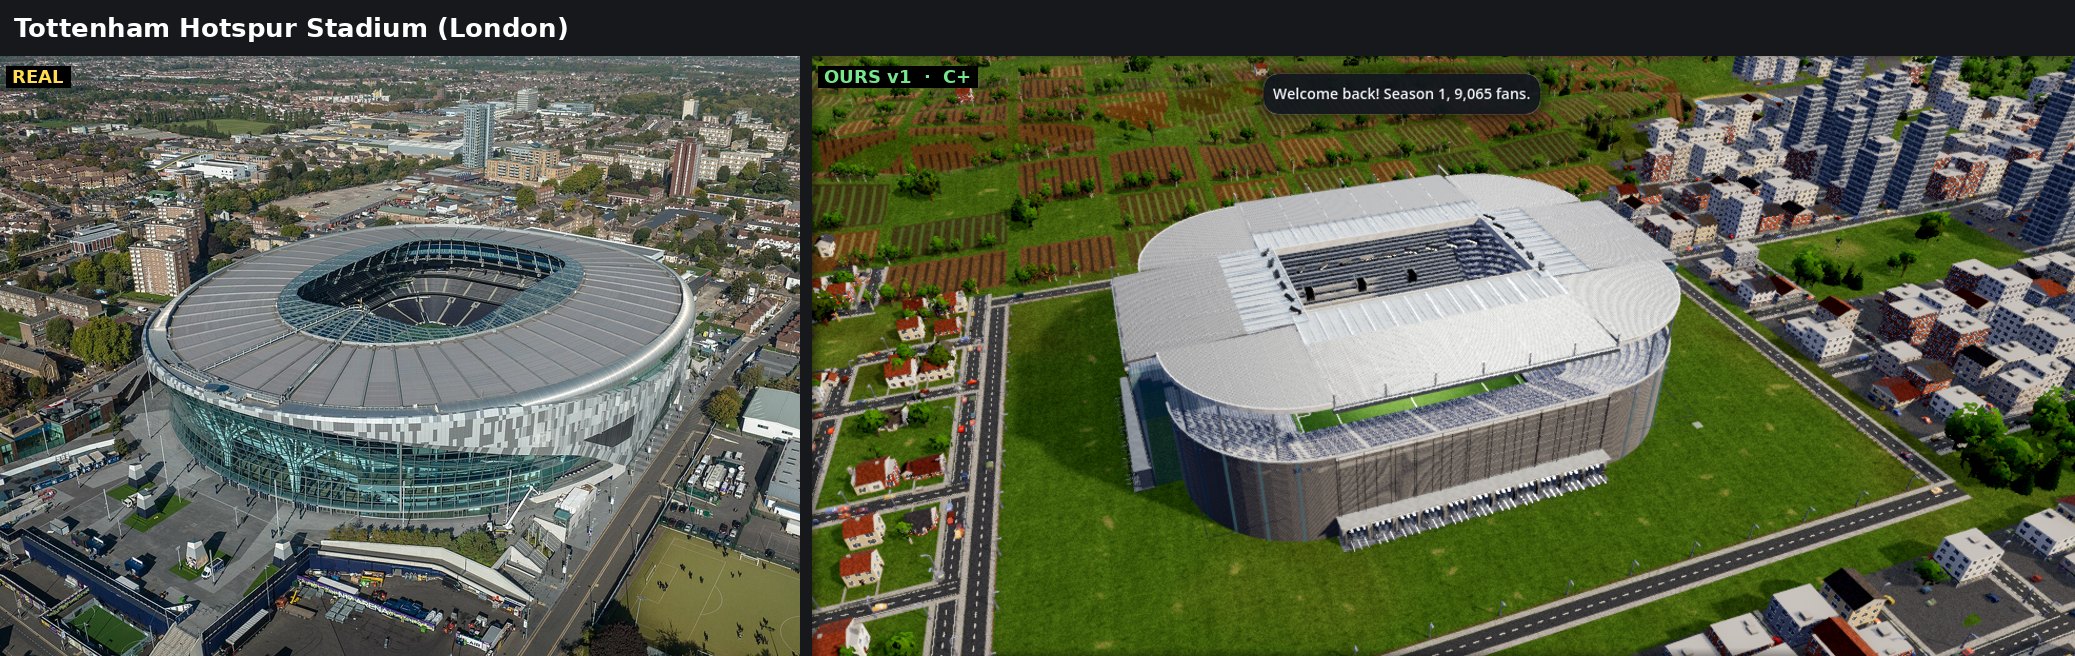 Tottenham Hotspur Stadium (London)
REAL
OURS v1 · C+
Welcome back! Season 1, 9,065 fans.